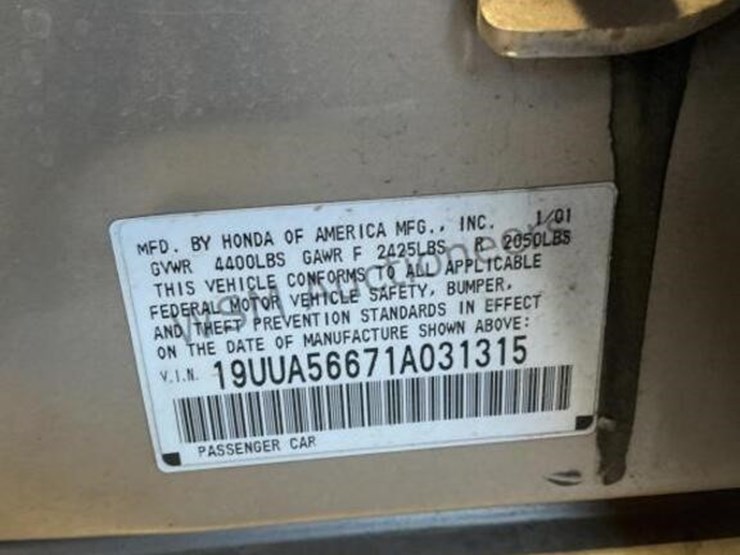 MFD. BY HONDA OF AMERICA MFG., INC. 1/01
GVWR 4400LBS GAWR F 2425LBS R 2050LBS
THIS VEHICLE CONFORMS TO ALL APPLICABLE
FEDERAL MOTOR VEHICLE SAFETY, BUMPER,
AND THEFT PREVENTION STANDARDS IN EFFECT
ON THE DATE OF MANUFACTURE SHOWN ABOVE:
V.I.N. 19UUA56671A031315
PASSENGER CAR
WSM Auctioneers